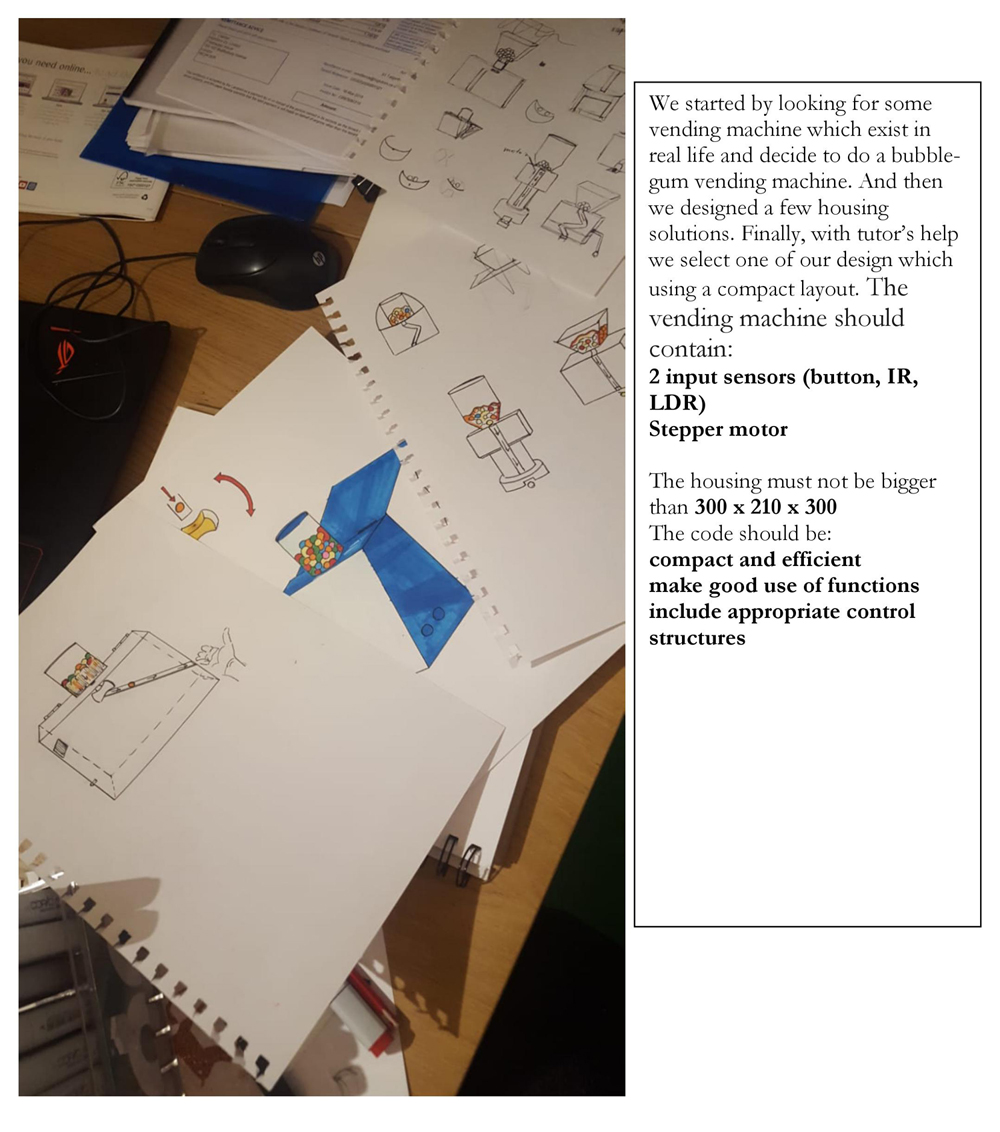 you need online...
hp
We started by looking for some
vending machine which exist in
real life and decide to do a bubble-
gum vending machine. And then
we designed a few housing
solutions. Finally, with tutor's help
we select one of our design which
using a compact layout. The
vending machine should
contain:
2 input sensors (button, IR,
LDR)
Stepper motor
The housing must not be bigger
than 300 x 210 x 300
The code should be:
compact and efficient
make good use of functions
include appropriate control
structures